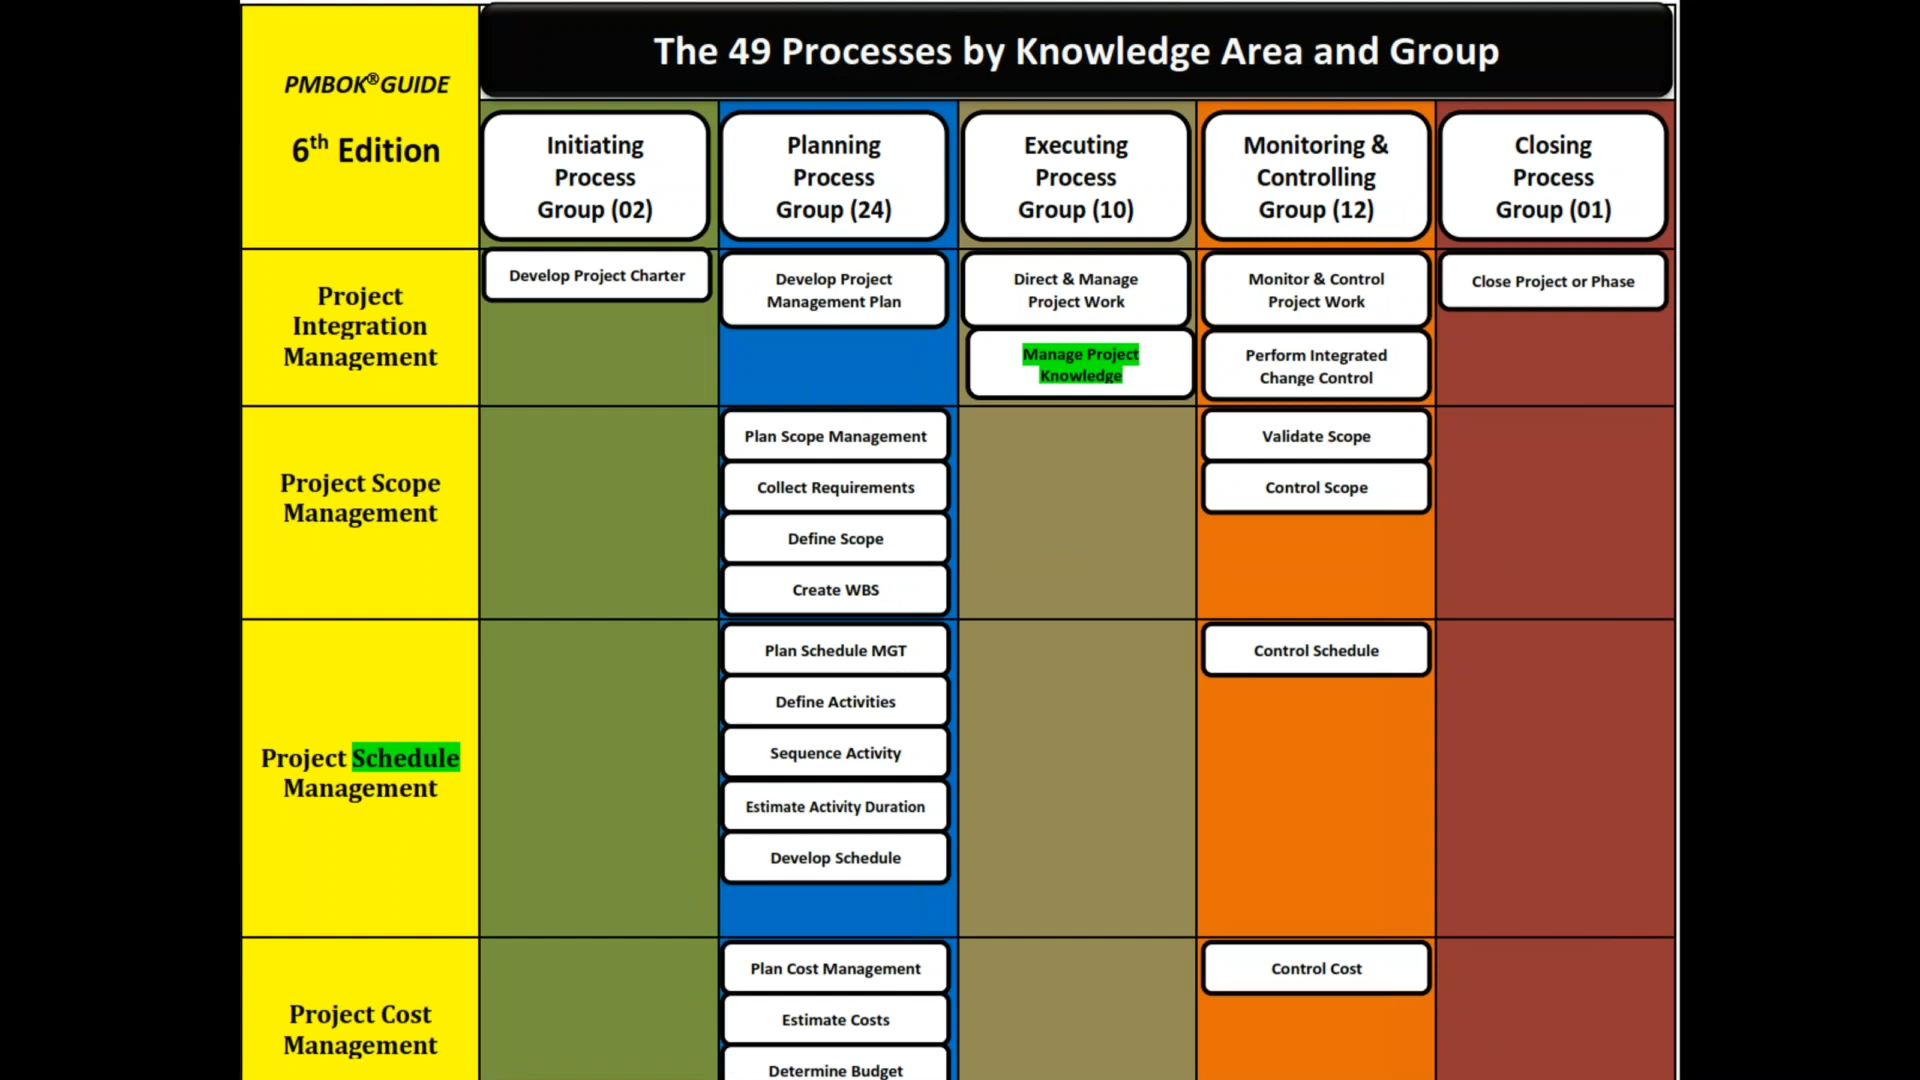 The 49 Processes by Knowledge Area and Group
PMBOK®GUIDE
6th Edition
Initiating
Process
Group (02)
Planning
Process
Group (24)
Executing
Process
Group (10)
Monitoring &
Controlling
Group (12)
Closing
Process
Group (01)
Project
Integration
Management
Develop Project Charter
Develop Project
Management Plan
Direct & Manage
Project Work
Manage Project
Knowledge
Monitor & Control
Project Work
Perform Integrated
Change Control
Close Project or Phase
Project Scope
Management
Plan Scope Management
Collect Requirements
Define Scope
Create WBS
Validate Scope
Control Scope
Project Schedule
Management
Plan Schedule MGT
Define Activities
Sequence Activity
Estimate Activity Duration
Develop Schedule
Control Schedule
Project Cost
Management
Plan Cost Management
Estimate Costs
Determine Budget
Control Cost